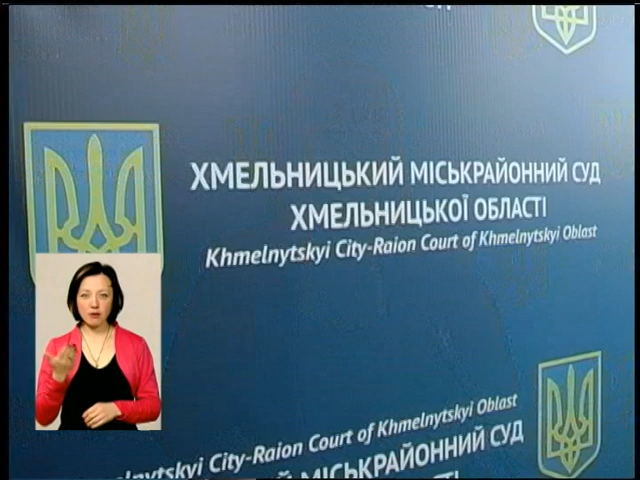 ХМЕЛЬНИЦЬКИЙ МІСЬКРАЙОННИЙ СУД
ХМЕЛЬНИЦЬКОЇ ОБЛАСТІ
Khmelnytskyi City-Raion Court of Khmelnytskyi Oblast
City-Raion Court of Khmelnytskyi Oblast
МІСЬКРАЙОННИЙ СУД